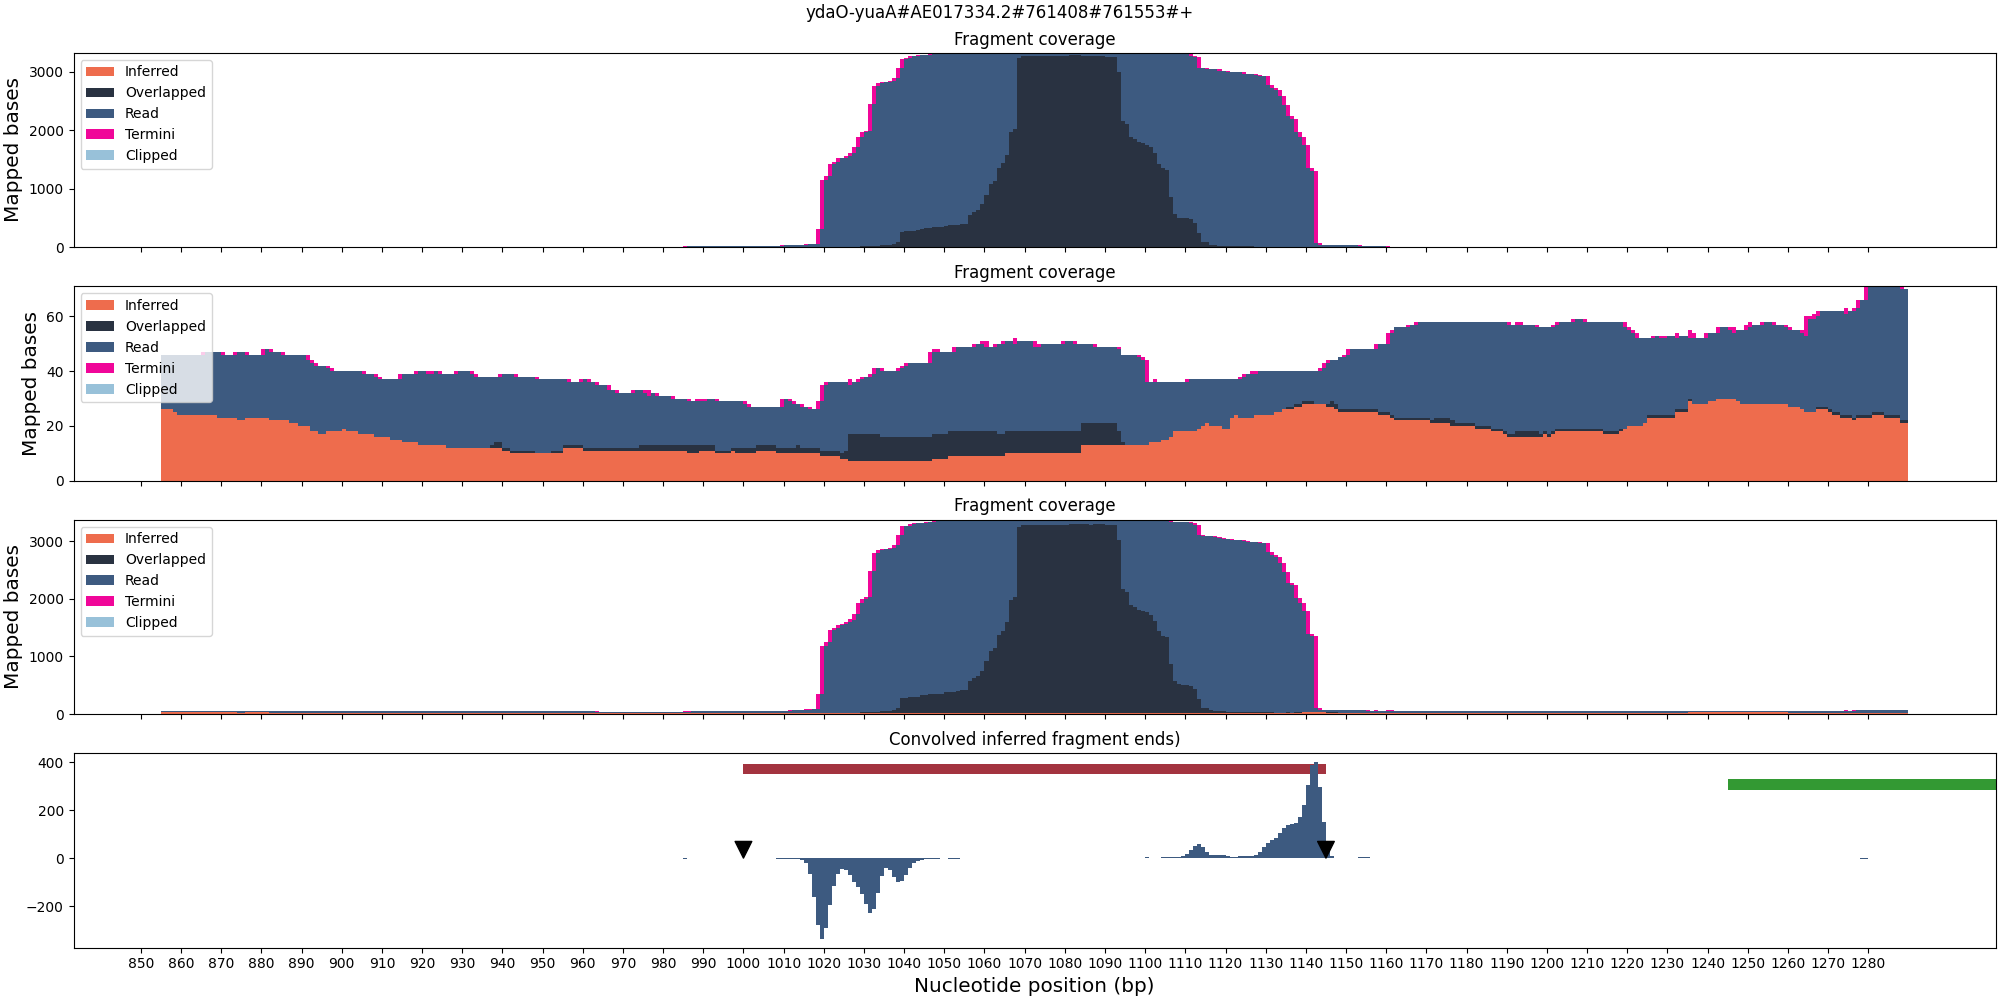 ydaO-yuaA#AE017334.2#761408#761553#+
Fragment coverage
Mapped bases
3000
2000
1000
0
Inferred
Overlapped
Read
Termini
Clipped
Fragment coverage
Mapped bases
60
40
20
0
Inferred
Overlapped
Read
Termini
Clipped
Fragment coverage
Mapped bases
3000
2000
1000
0
Inferred
Overlapped
Read
Termini
Clipped
Convolved inferred fragment ends)
400
200
0
−200
850 860 870 880 890 900 910 920 930 940 950 960 970 980 990 1000 1010 1020 1030 1040 1050 1060 1070 1080 1090 1100 1110 1120 1130 1140 1150 1160 1170 1180 1190 1200 1210 1220 1230 1240 1250 1260 1270 1280
Nucleotide position (bp)